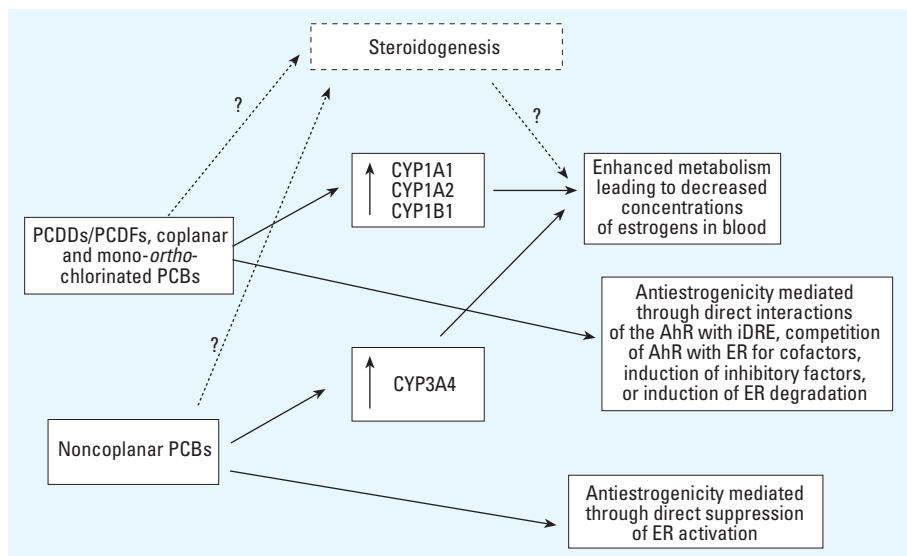 Steroidogenesis
?
?
CYP1A1
CYP1A2
CYP1B1
Enhanced metabolism
leading to decreased
concentrations
of estrogens in blood
PCDDs/PCDFs, coplanar
and mono-ortho-
chlorinated PCBs
Antiestrogenicity mediated
through direct interactions
of the AhR with iDRE, competition
of AhR with ER for cofactors,
induction of inhibitory factors,
or induction of ER degradation
?
CYP3A4
Noncoplanar PCBs
Antiestrogenicity mediated
through direct suppression
of ER activation